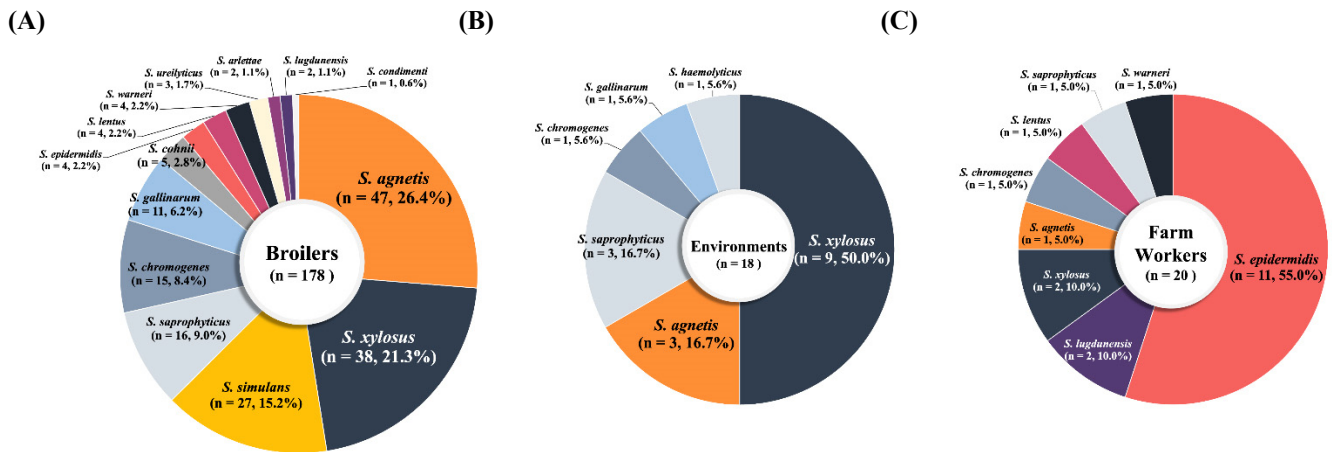 (A)
S. arlettae
(n = 2, 1.1%)
S. lugdunensis
(n = 2, 1.1%)
S. condimenti
(n = 1, 0.6%)
S. ureilyticus
(n = 3, 1.7%)
S. warneri
(n = 4, 2.2%)
S. lentus
(n = 4, 2.2%)
S. epidermidis
(n = 4, 2.2%)
S. cohnii
(n = 5, 2.8%)
S. gallinarum
(n = 11, 6.2%)
S. chromogenes
(n = 15, 8.4%)
S. saprophyticus
(n = 16, 9.0%)
S. simulans
(n = 27, 15.2%)
S. xylosus
(n = 38, 21.3%)
S. agnetis
(n = 47, 26.4%)
Broilers
(n = 178)
(B)
S. haemolyticus
(n = 1, 5.6%)
S. gallinarum
(n = 1, 5.6%)
S. chromogenes
(n = 1, 5.6%)
S. saprophyticus
(n = 3, 16.7%)
S. agnetis
(n = 3, 16.7%)
S. xylosus
(n = 9, 50.0%)
Environments
(n = 18 )
(C)
S. saprophyticus
(n = 1, 5.0%)
S. warneri
(n = 1, 5.0%)
S. lentus
(n = 1, 5.0%)
S. chromogenes
(n = 1, 5.0%)
S. agnetis
(n = 1, 5.0%)
S. xylosus
(n = 2, 10.0%)
S. lugdunensis
(n = 2, 10.0%)
S. epidermidis
(n = 11, 55.0%)
Farm
Workers
(n = 20 )